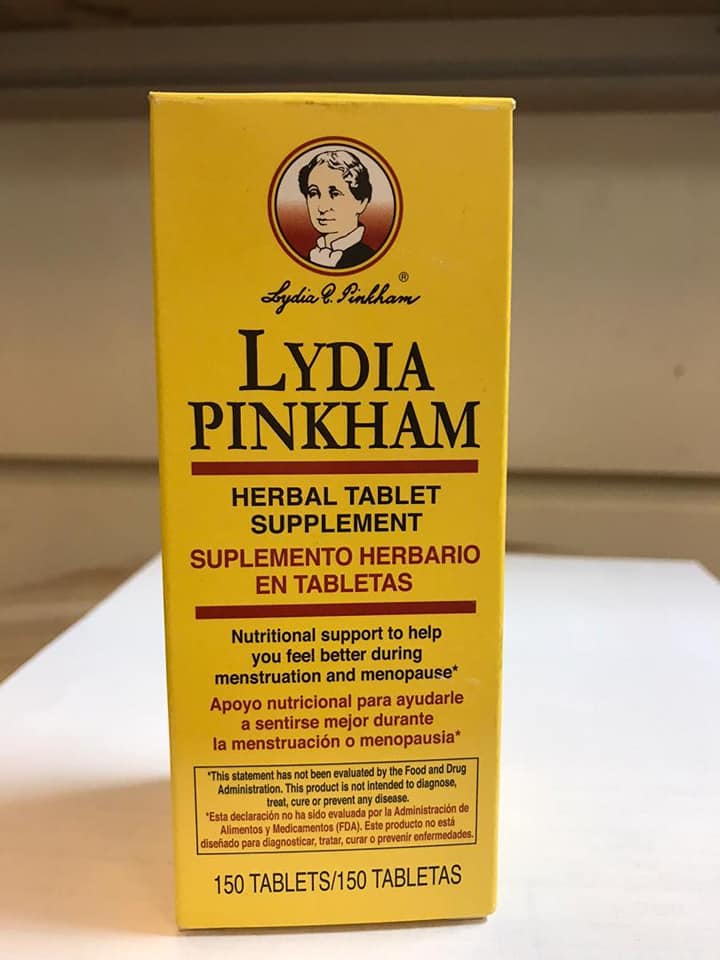 ®
Lydia E. Pinkham
LYDIA
PINKHAM
HERBAL TABLET
SUPPLEMENT
SUPLEMENTO HERBARIO
EN TABLETAS
Nutritional support to help
you feel better during
menstruation and menopause*
Apoyo nutricional para ayudarle
a sentirse mejor durante
la menstruación o menopausia*
*This statement has not been evaluated by the Food and Drug
Administration. This product is not intended to diagnose,
treat, cure or prevent any disease.
*Esta declaración no ha sido evaluada por la Administración de
Alimentos y Medicamentos (FDA). Este producto no está
diseñado para diagnosticar, tratar, curar o prevenir enfermedades.
150 TABLETS/150 TABLETAS